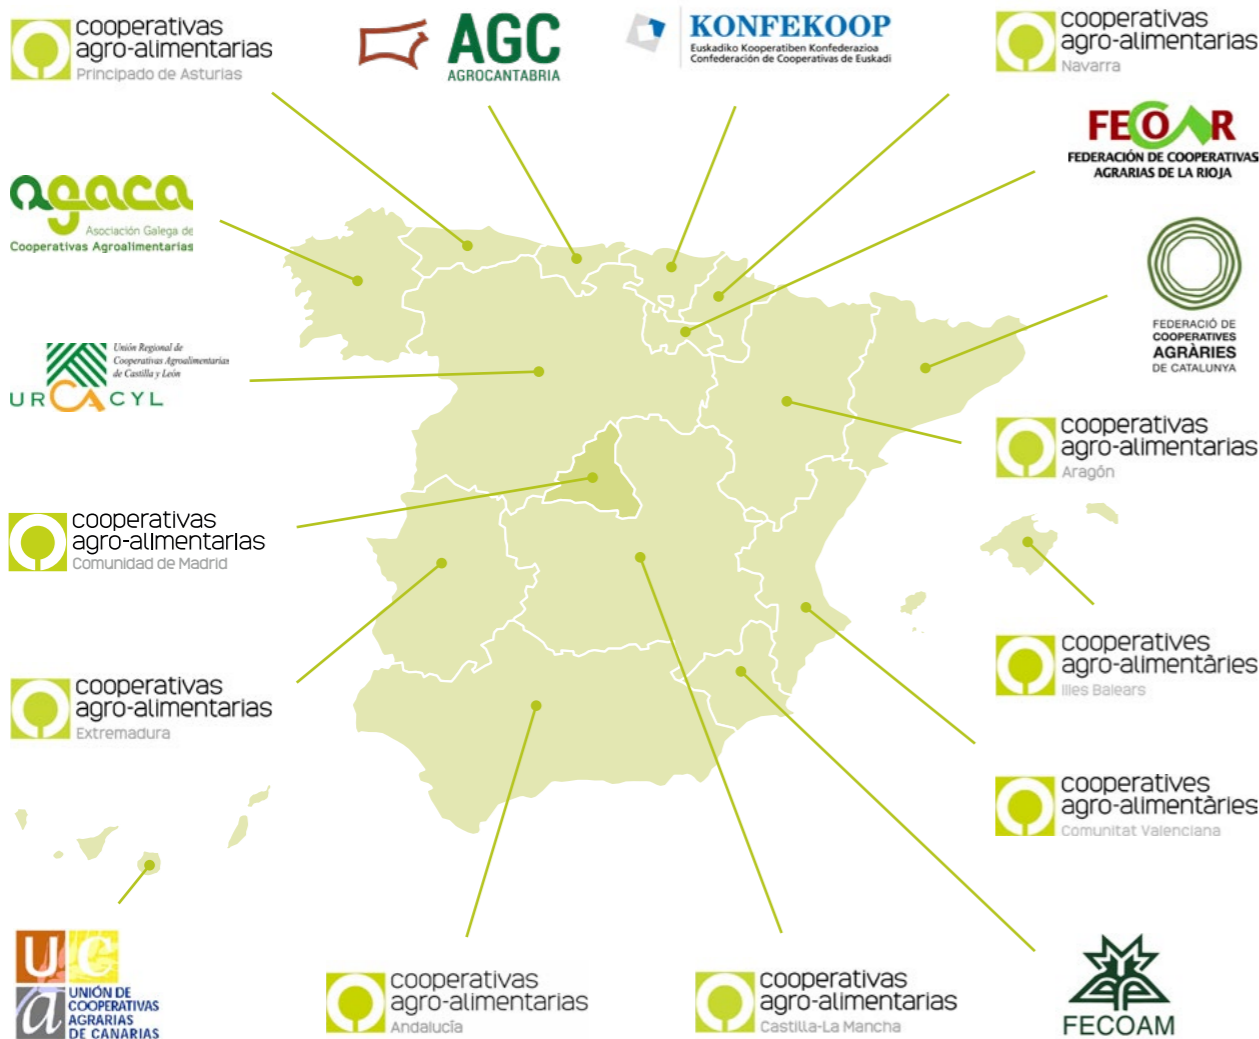 cooperativas
agro-alimentarias
Principado de Asturias
AGC
AGROCANTABRIA
KONFEKOOP
Euskadiko Kooperatiben Konfederazioa
Confederación de Cooperativas de Euskadi
cooperativas
agro-alimentarias
Navarra
FECOAR
FEDERACIÓN DE COOPERATIVAS
AGRARIAS DE LA RIOJA
agaca
Asociación Galega de
Cooperativas Agroalimentarias
FEDERACIÓ DE
COOPERATIVES
AGRÀRIES
DE CATALUNYA
Unión Regional de
Cooperativas Agroalimentarias
de Castilla y León
URCACYL
cooperativas
agro-alimentarias
Aragón
cooperativas
agro-alimentarias
Comunidad de Madrid
cooperatives
agro-alimentàries
Illes Balears
cooperativas
agro-alimentarias
Extremadura
cooperatives
agro-alimentàries
Comunitat Valenciana
UCa
UNIÓN DE
COOPERATIVAS
AGRARIAS
DE CANARIAS
cooperativas
agro-alimentarias
Andalucía
cooperativas
agro-alimentarias
Castilla-La Mancha
FECOAM